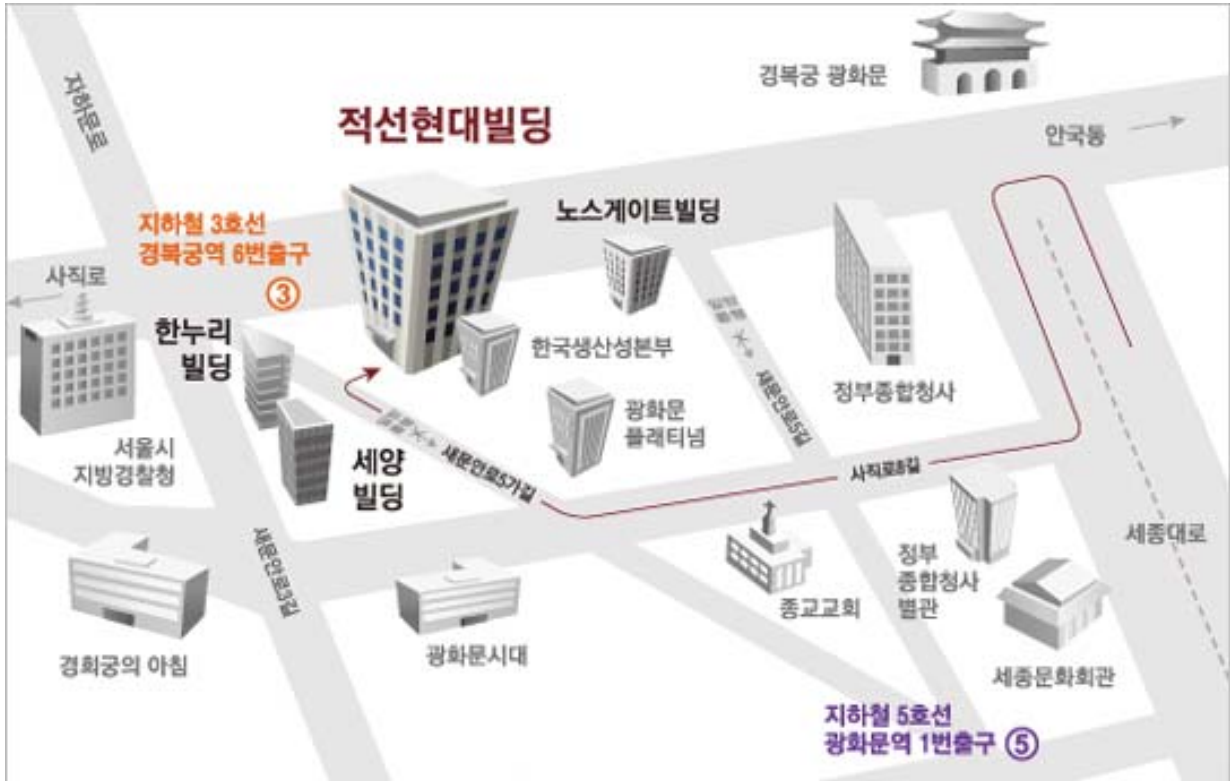 경복궁 광화문
자하문로
적선현대빌딩
안국동
노스게이트빌딩
지하철 3호선
경복궁역 6번출구
③
사직로
한누리
빌딩
한국생산성본부
정부종합청사
광화문
플래티넘
새문안로5길
서울시
지방경찰청
세양
빌딩
새문안로5가길
사직로8길
세종대로
정부
종합청사
별관
종교교회
새문안로3길
경희궁의 아침
광화문시대
세종문화회관
지하철 5호선
광화문역 1번출구 ⑤